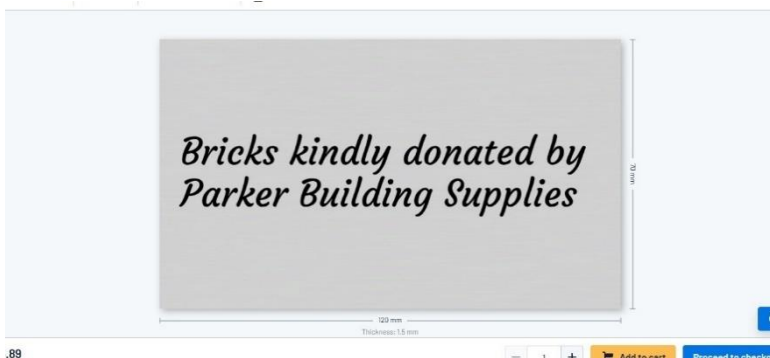 Bricks kindly donated by
Parker Building Supplies
70 mm
120 mm
Thickness: 1.5 mm
.89
1
Add to cart
Proceed to